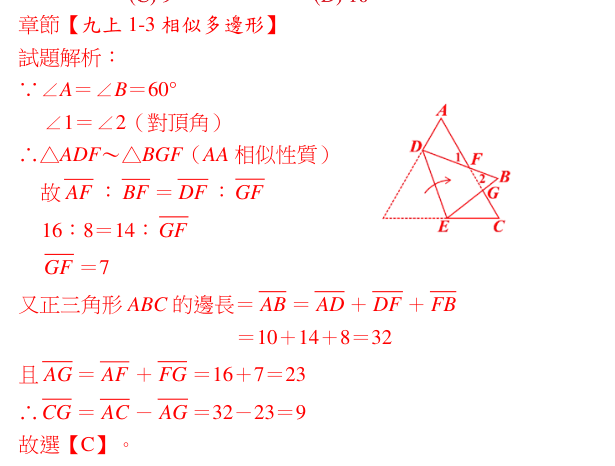 章節【九上 1-3 相似多邊形】
試題解析：
∵∠A＝∠B＝60°
∠1＝∠2（對頂角）
∴△ADF～△BGF（AA 相似性質）
故 AF：BF＝DF：GF
16：8＝14：GF
GF＝7
又正三角形 ABC 的邊長＝AB＝AD＋DF＋FB
＝10＋14＋8＝32
且 AG＝AF＋FG＝16＋7＝23
∴CG＝AC－AG＝32－23＝9
故選【C】。
A
D
1
F
2
B
G
E
C